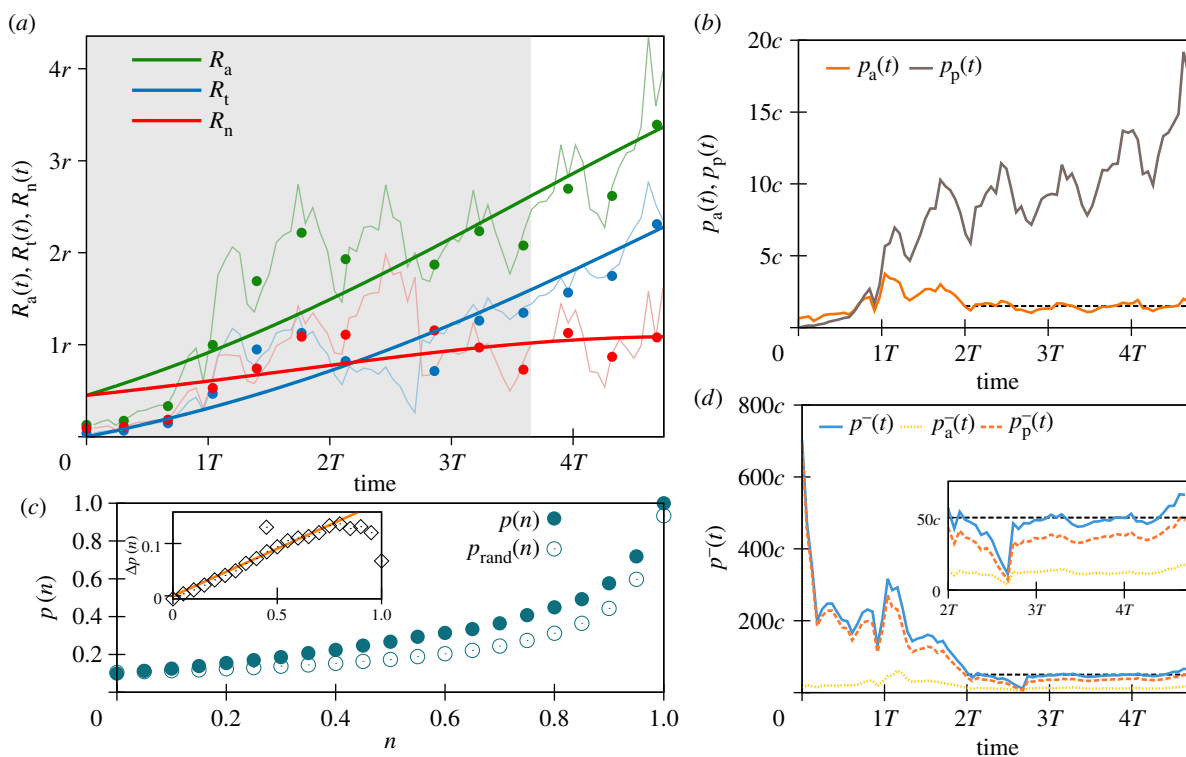 (a)
4r
3r
2r
1r
0
R_a(t), R_t(t), R_n(t)
R_a
R_t
R_n
1T 2T 3T 4T
time
(b)
20c
15c
10c
5c
0
p_a(t), p_p(t)
p_a(t) p_p(t)
1T 2T 3T 4T
time
(c)
1.0
0.8
0.6
0.4
0.2
0
p(n)
p(n)
p_rand(n)
0.2 0.4 0.6 0.8 1.0
n
Δp(n)
0.1
0
0 0.5 1.0
(d)
800c
600c
400c
200c
0
p⁻(t)
p⁻(t) p_a⁻(t) p_p⁻(t)
1T 2T 3T 4T
time
50c
0
2T 3T 4T